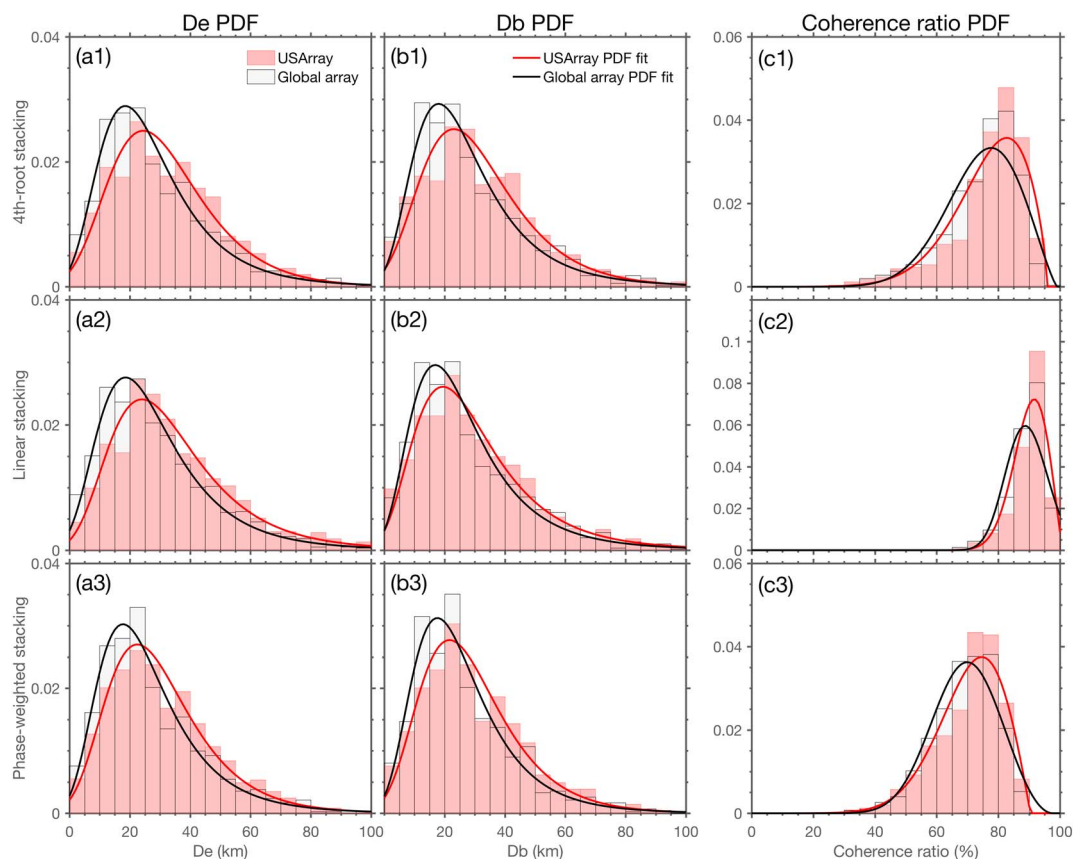 De PDF
Db PDF
Coherence ratio PDF
4th-root stacking
0.04
0.02
0
(a1)
USArray
Global array
(b1)
USArray PDF fit
Global array PDF fit
0.06
0.04
0.02
0
(c1)
Linear stacking
0.04
0.02
0
(a2)
(b2)
0.1
0.08
0.06
0.04
0.02
0
(c2)
Phase-weighted stacking
0.04
0.02
0
(a3)
(b3)
0.06
0.04
0.02
0
(c3)
0 20 40 60 80 100
De (km)
0 20 40 60 80 100
Db (km)
0 20 40 60 80 100
Coherence ratio (%)